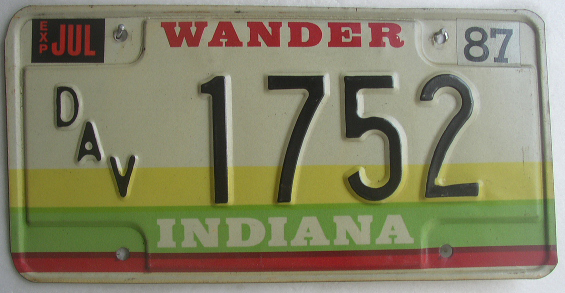 EXP JUL WANDER 87
DAV 1752
INDIANA